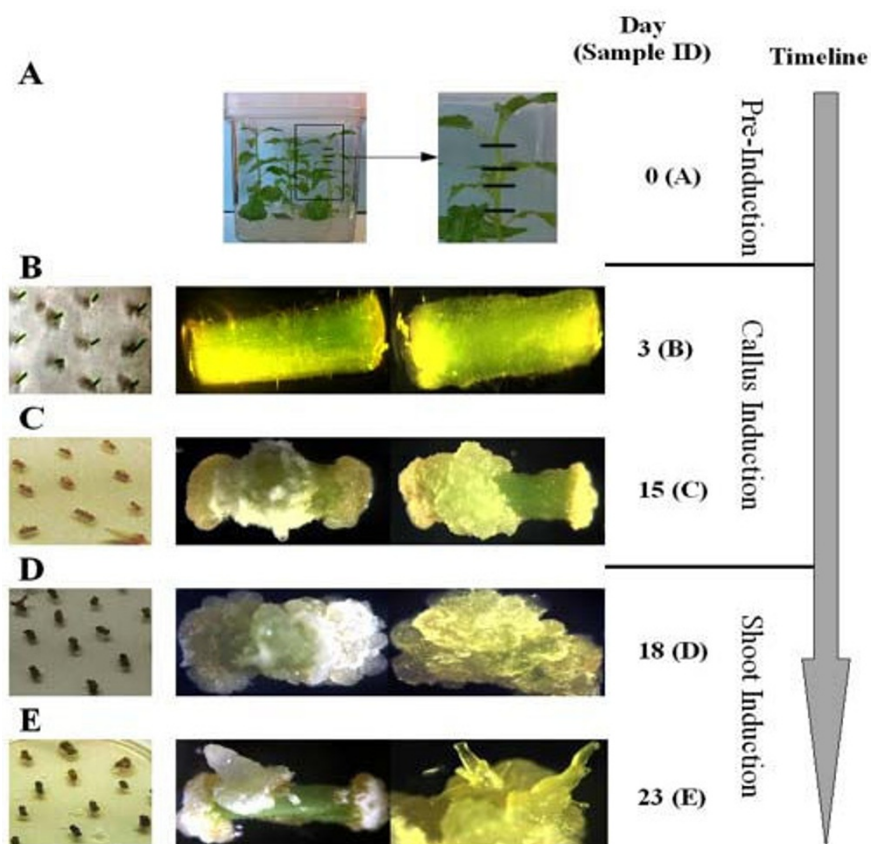 Day
(Sample ID)
Timeline
A
0 (A)
Pre-Induction
B
3 (B)
Callus Induction
C
15 (C)
D
18 (D)
Shoot Induction
E
23 (E)